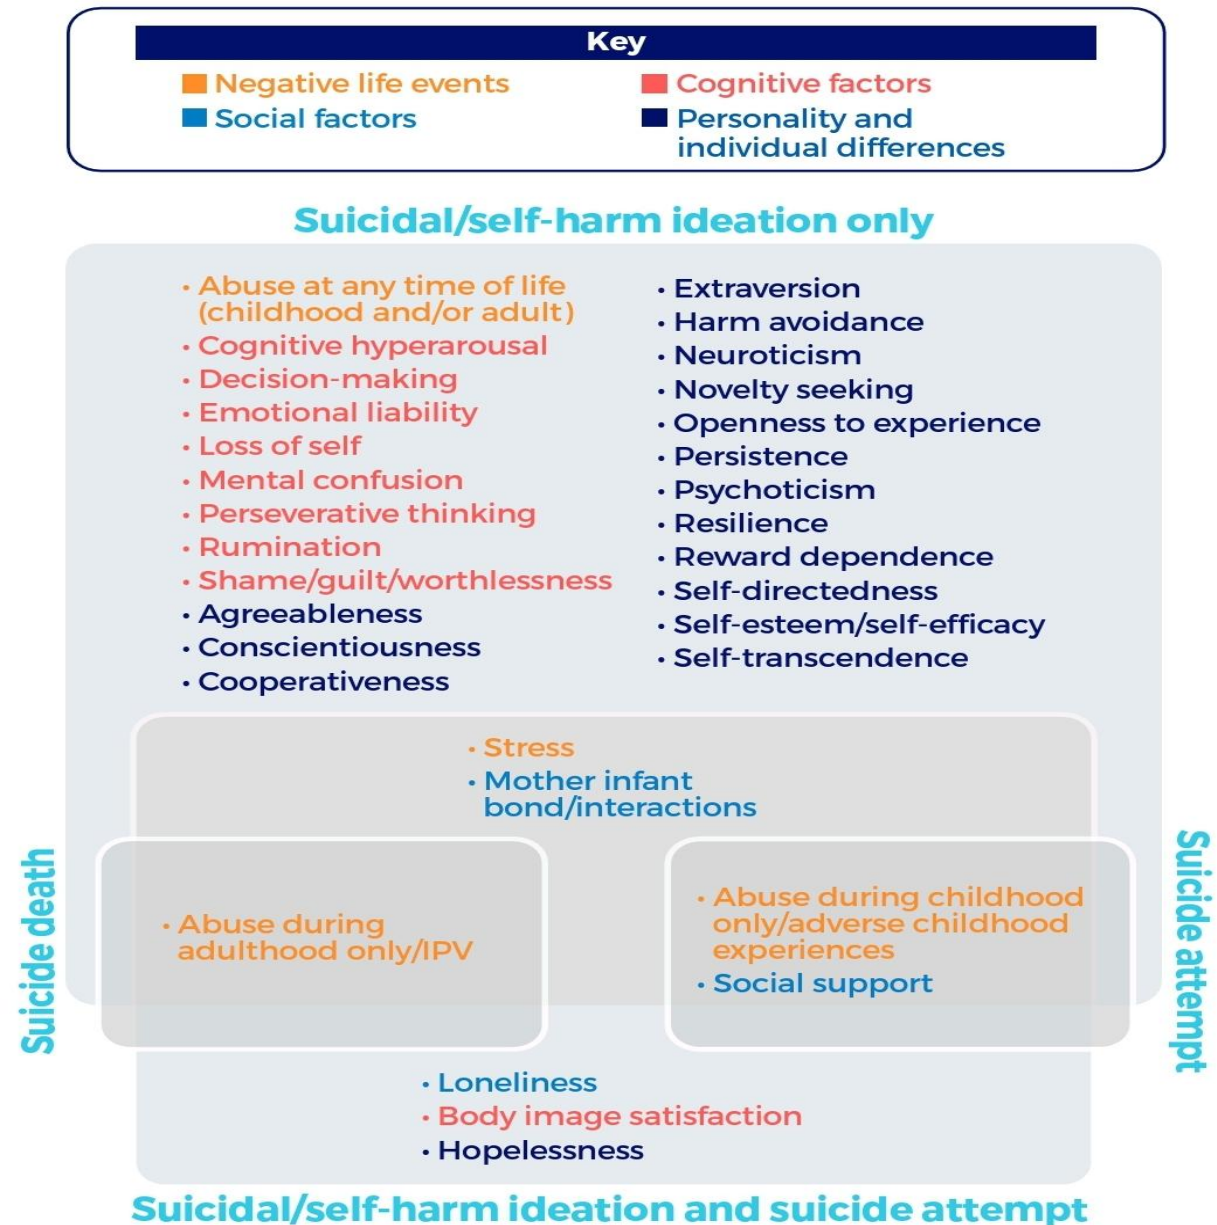 Key
Negative life events
Cognitive factors
Social factors
Personality and
individual differences
Suicidal/self-harm ideation only
• Abuse at any time of life
(childhood and/or adult)
• Cognitive hyperarousal
• Decision-making
• Emotional liability
• Loss of self
• Mental confusion
• Perseverative thinking
• Rumination
• Shame/guilt/worthlessness
• Agreeableness
• Conscientiousness
• Cooperativeness
• Extraversion
• Harm avoidance
• Neuroticism
• Novelty seeking
• Openness to experience
• Persistence
• Psychoticism
• Resilience
• Reward dependence
• Self-directedness
• Self-esteem/self-efficacy
• Self-transcendence
• Stress
• Mother infant
bond/interactions
Suicide death
• Abuse during
adulthood only/IPV
• Abuse during childhood
only/adverse childhood
experiences
• Social support
Suicide attempt
• Loneliness
• Body image satisfaction
• Hopelessness
Suicidal/self-harm ideation and suicide attempt